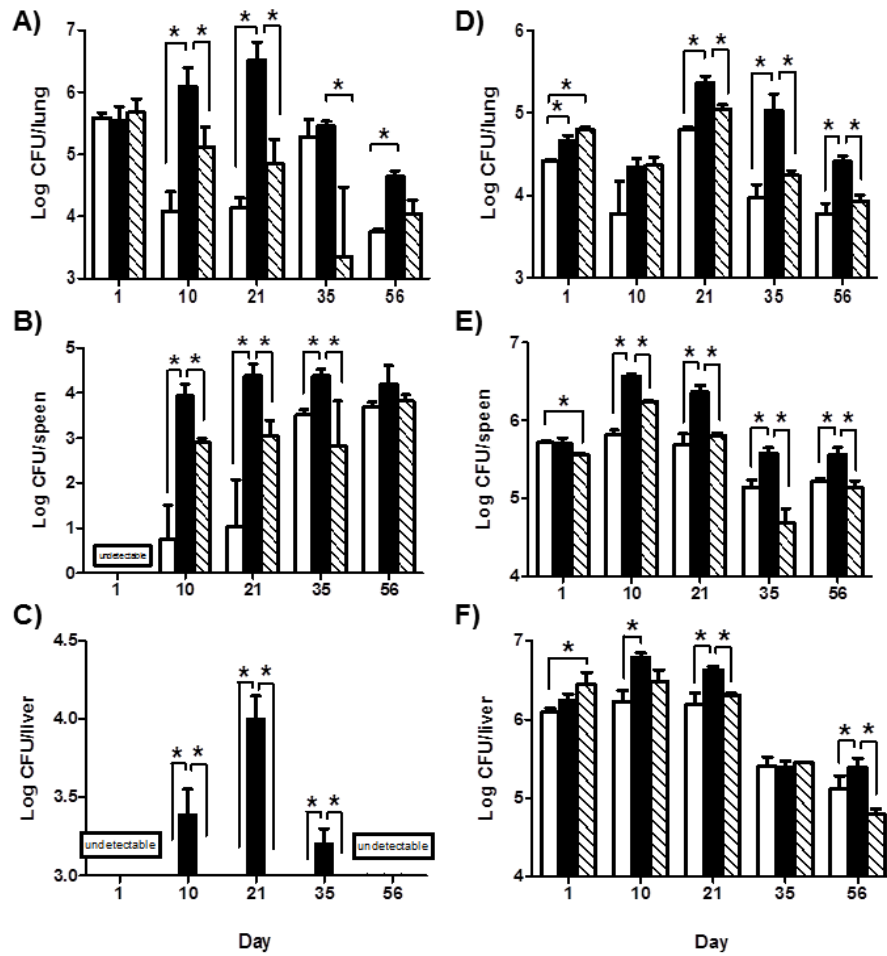 A)
Log CFU/lung
7
6
5
4
3
* * * * * *
1 10 21 35 56
B)
Log CFU/speen
5
4
3
2
1
0
* * * * * *
undetectable
1 10 21 35 56
C)
Log CFU/liver
4.5
4.0
3.5
3.0
* * * * * *
undetectable
undetectable
1 10 21 35 56
Day
D)
Log CFU/lung
6
5
4
3
* * * * * * * *
1 10 21 35 56
E)
Log CFU/speen
7
6
5
4
* * * * * * * * *
1 10 21 35 56
F)
Log CFU/liver
7
6
5
4
* * * * * *
1 10 21 35 56
Day